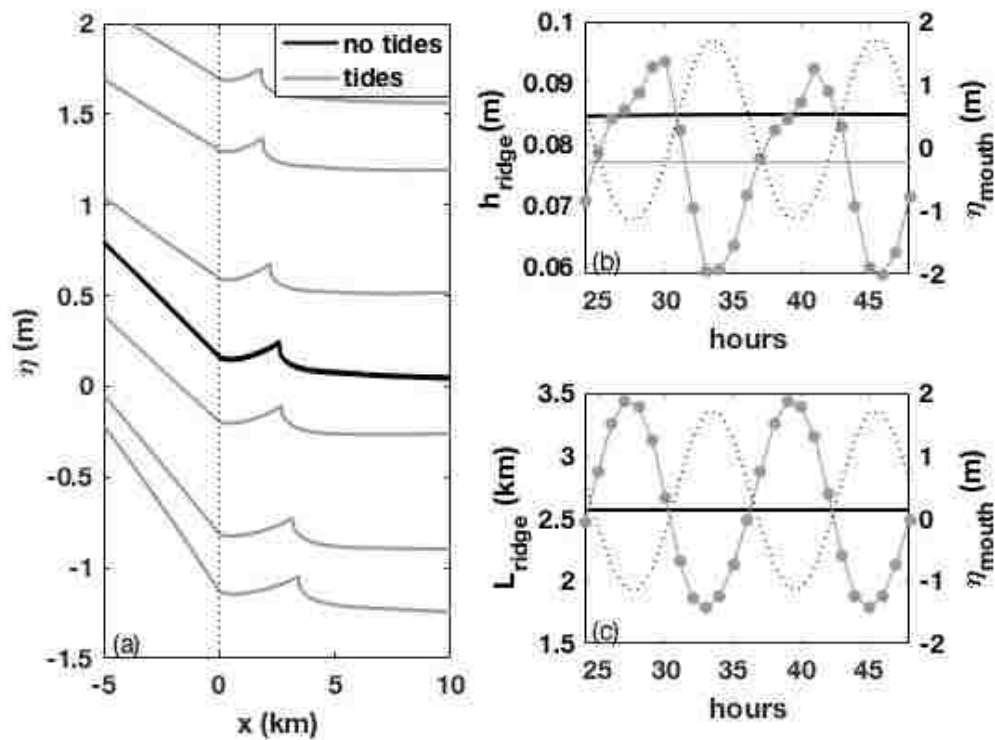 no tides
tides
2
1.5
1
0.5
0
-0.5
-1
-1.5
η (m)
(a)
-5 0 5 10
x (km)
0.1
0.09
0.08
0.07
0.06
h_ridge (m)
2
1
0
-1
-2
η_mouth (m)
(b)
25 30 35 40 45
hours
3.5
3
2.5
2
1.5
L_ridge (km)
2
1
0
-1
-2
η_mouth (m)
(c)
25 30 35 40 45
hours